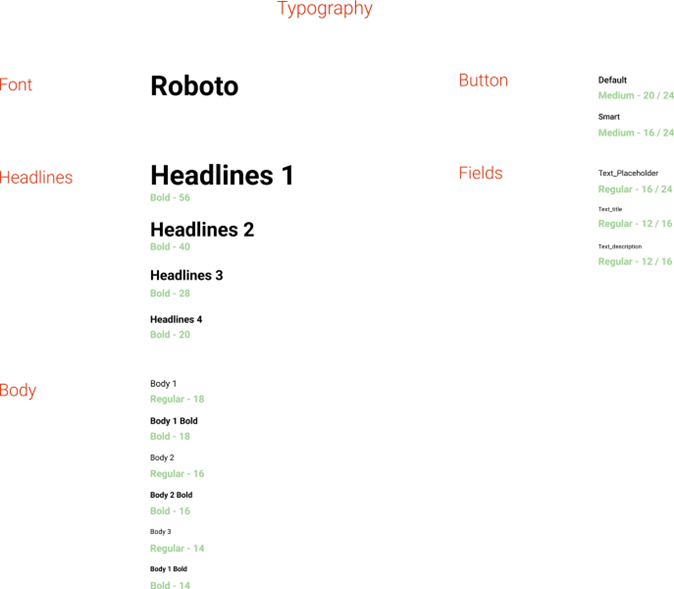 Typography
Font
Roboto
Headlines
Headlines 1
Bold - 56
Headlines 2
Bold - 40
Headlines 3
Bold - 28
Headlines 4
Bold - 20
Body
Body 1
Regular - 18
Body 1 Bold
Bold - 18
Body 2
Regular - 16
Body 2 Bold
Bold - 16
Body 3
Regular - 14
Body 1 Bold
Bold - 14
Button
Default
Medium - 20 / 24
Smart
Medium - 16 / 24
Fields
Text_Placeholder
Regular - 16 / 24
Text_title
Regular - 12 / 16
Text_description
Regular - 12 / 16